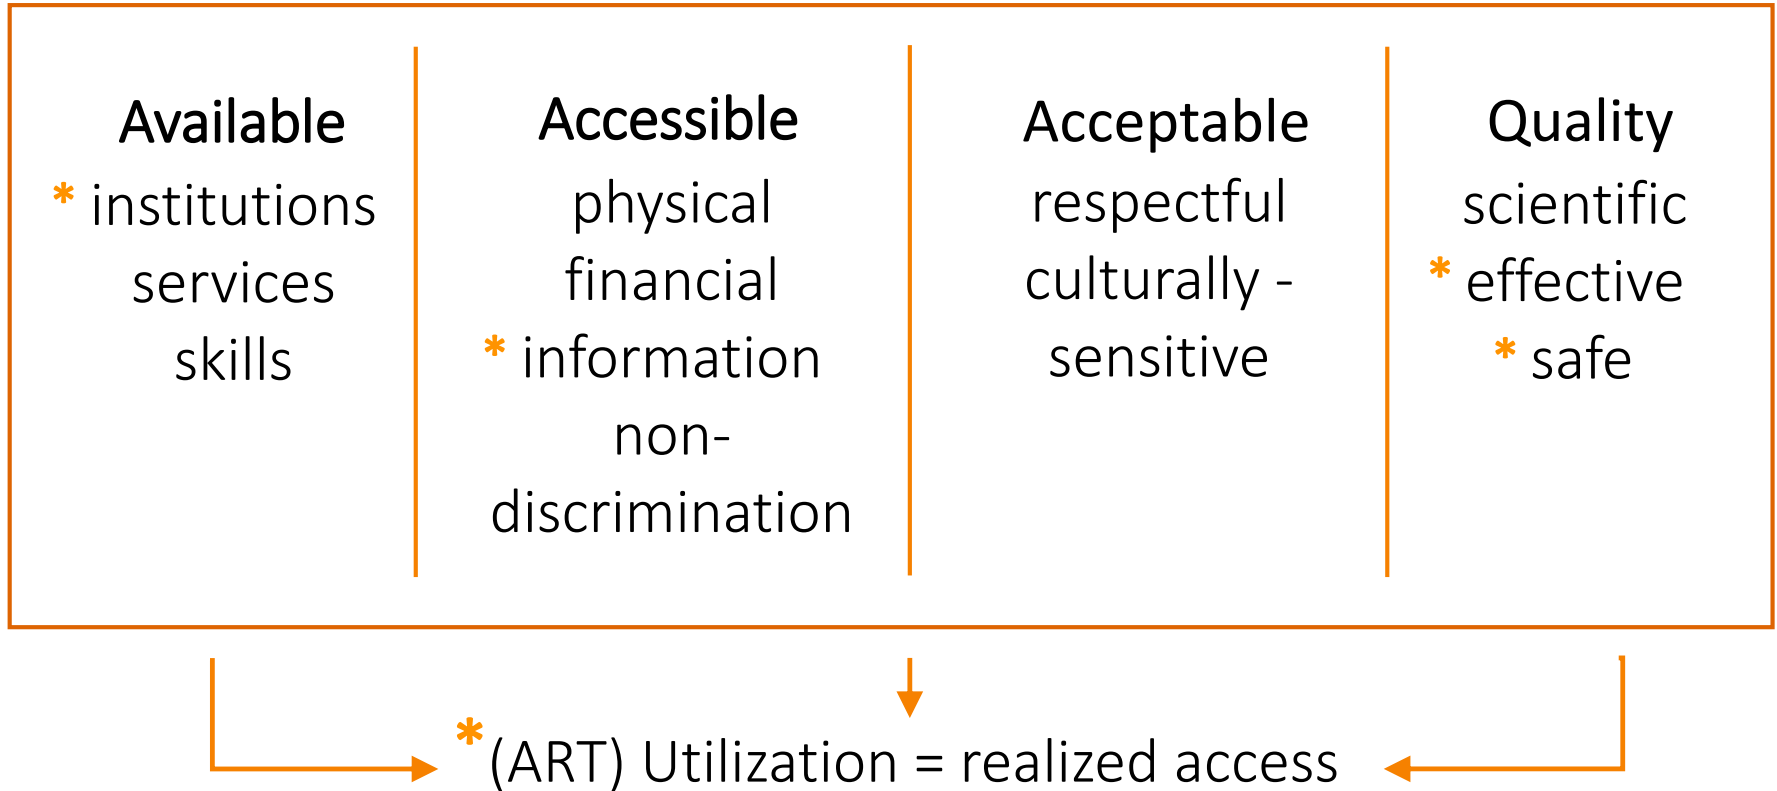 Available
* institutions
services
skills
Accessible
physical
financial
* information
non-
discrimination
Acceptable
respectful
culturally -
sensitive
Quality
scientific
* effective
* safe
*(ART) Utilization = realized access